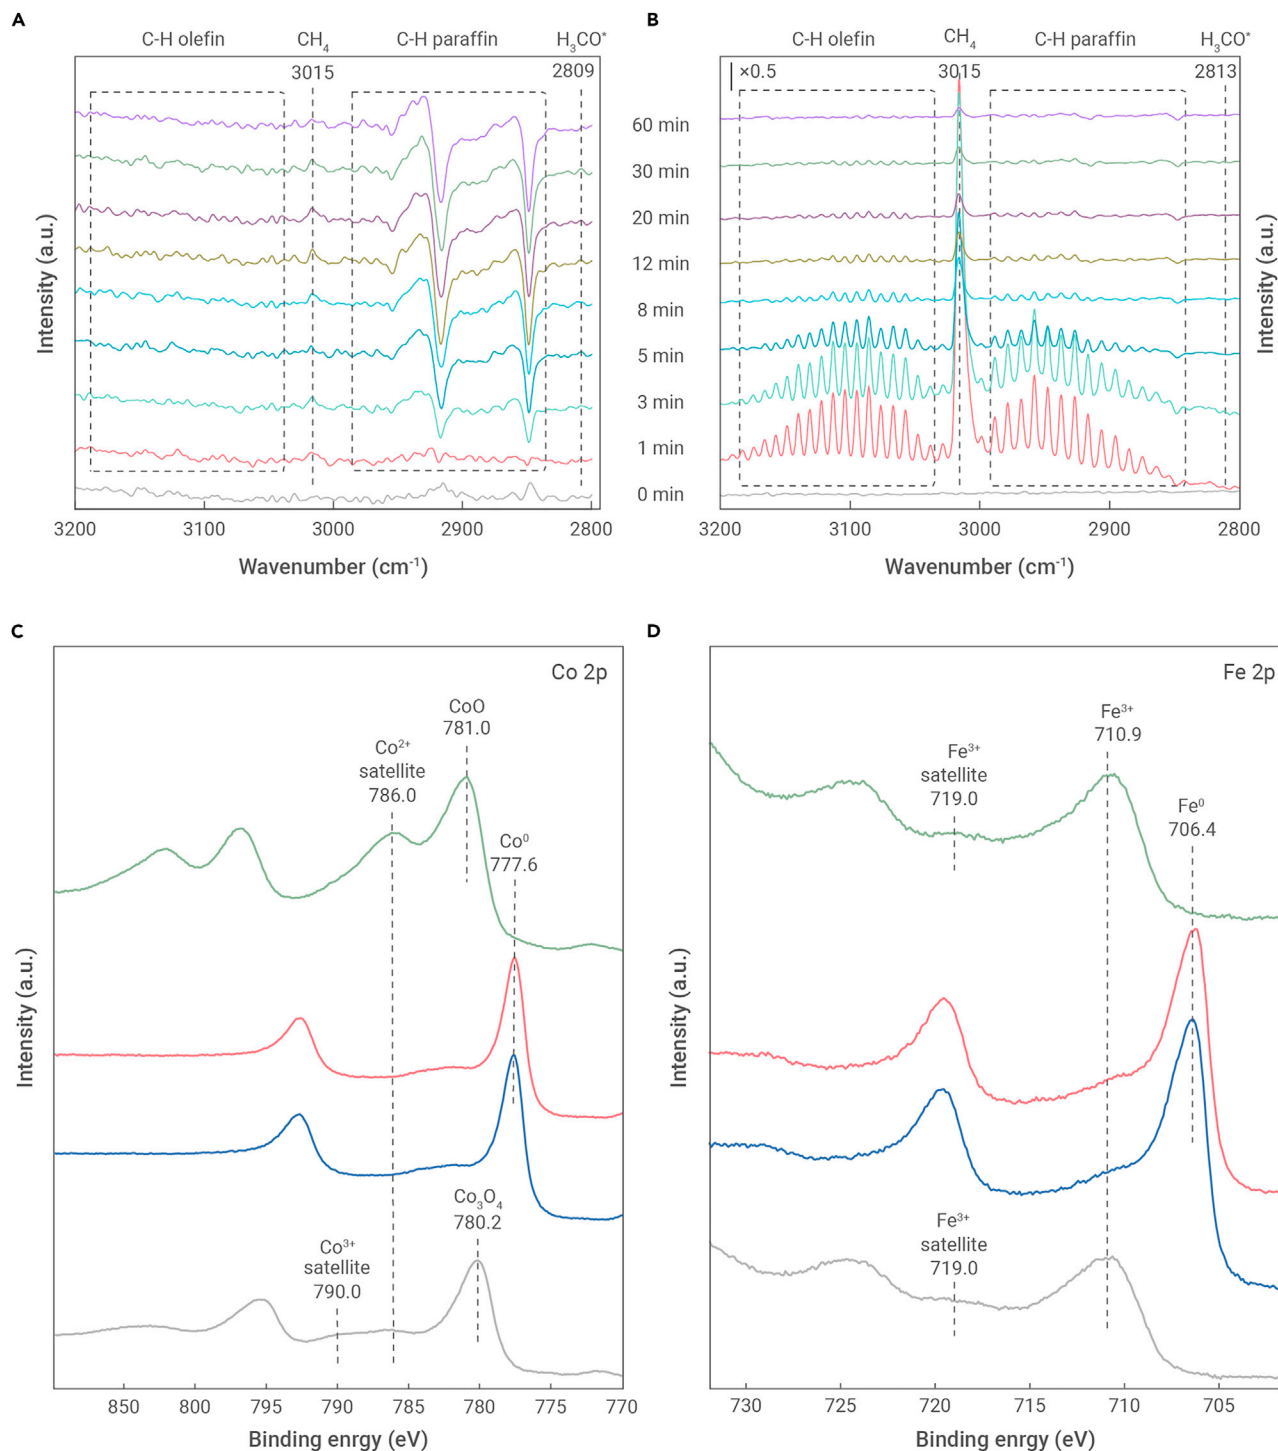 A
C-H olefin CH₄ C-H paraffin H₃CO*
3015 2809
Intensity (a.u.)
3200 3100 3000 2900 2800
Wavenumber (cm⁻¹)
60 min
30 min
20 min
12 min
8 min
5 min
3 min
1 min
0 min
B
C-H olefin CH₄ C-H paraffin H₃CO*
×0.5 3015 2813
Intensity (a.u.)
3200 3100 3000 2900 2800
Wavenumber (cm⁻¹)
C
Co 2p
CoO
781.0
Co²⁺
satellite
786.0
Co⁰
777.6
Co₃O₄
780.2
Co³⁺
satellite
790.0
Intensity (a.u.)
850 800 795 790 785 780 775 770
Binding enrgy (eV)
D
Fe 2p
Fe³⁺
710.9
Fe³⁺
satellite
719.0
Fe⁰
706.4
Fe³⁺
satellite
719.0
Intensity (a.u.)
730 725 720 715 710 705
Binding enrgy (eV)